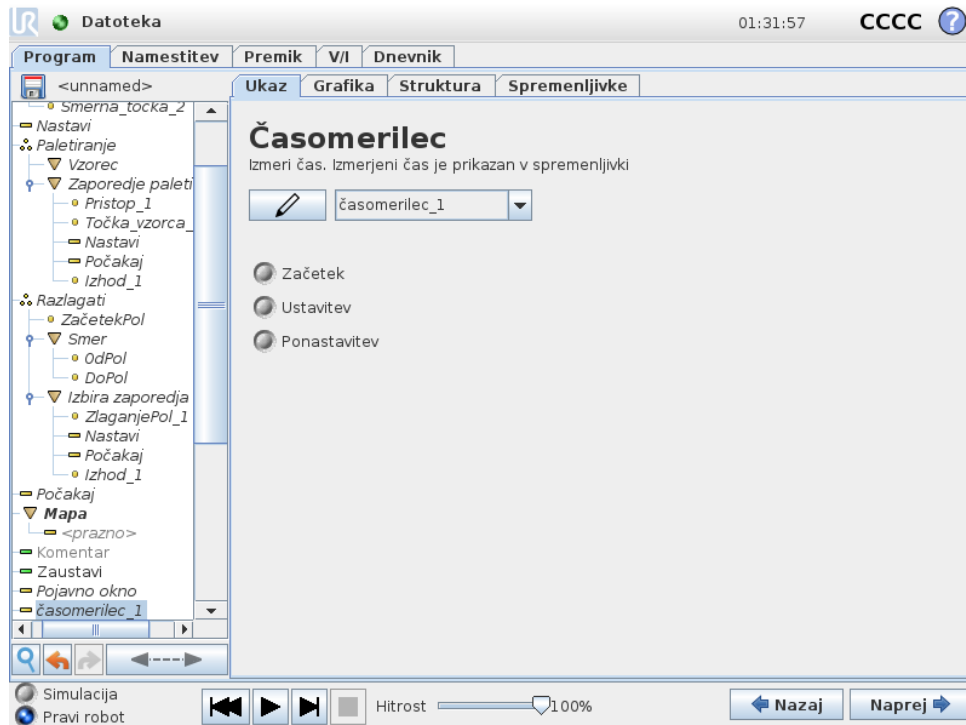 Datoteka
01:31:57
CCCC
?
Program
Namestitev
Premik
V/I
Dnevnik
<unnamed>
Smerna_točka_2
Nastavi
Paletiranje
Vzorec
Zaporedje paleti
Pristop_1
Točka_vzorca_
Nastavi
Počakaj
Izhod_1
Razlagati
ZačetekPol
Smer
OdPol
DoPol
Izbira zaporedja
ZlaganjePol_1
Nastavi
Počakaj
Izhod_1
Počakaj
Mapa
<prazno>
Komentar
Zaustavi
Pojavno okno
časomerilec_1
Ukaz
Grafika
Struktura
Spremenljivke
Časomerilec
Izmeri čas. Izmerjeni čas je prikazan v spremenljivki
časomerilec_1
Začetek
Ustavitev
Ponastavitev
Simulacija
Pravi robot
Hitrost
100%
Nazaj
Naprej